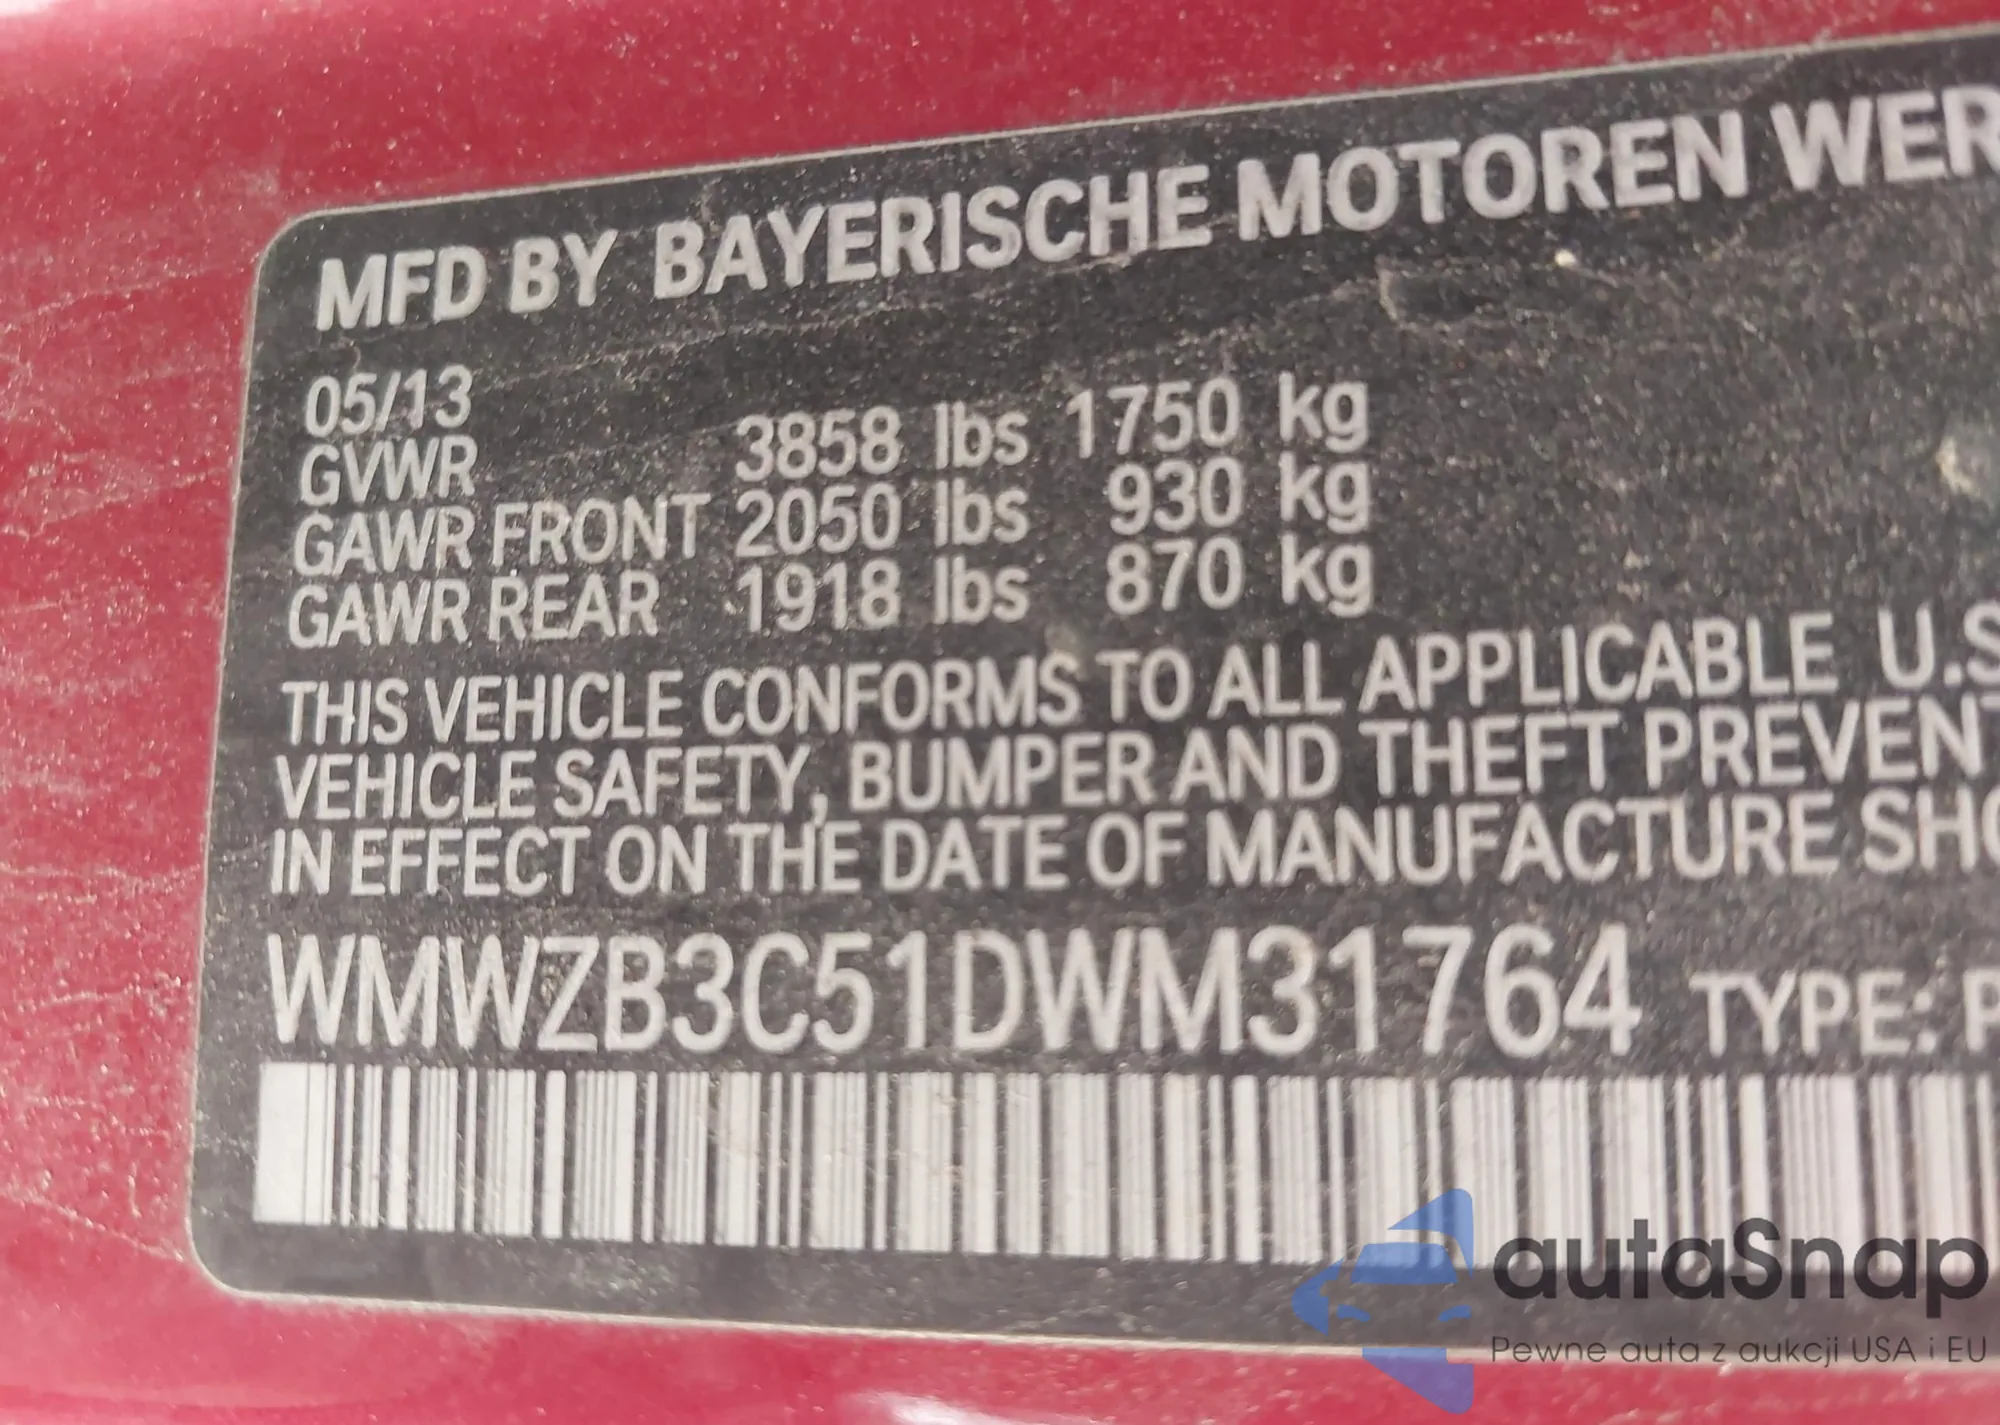 MFD BY BAYERISCHE MOTOREN WER
05/13
GVWR 3858 lbs 1750 kg
GAWR FRONT 2050 lbs 930 kg
GAWR REAR 1918 lbs 870 kg
THIS VEHICLE CONFORMS TO ALL APPLICABLE U.S
VEHICLE SAFETY, BUMPER AND THEFT PREVENT
IN EFFECT ON THE DATE OF MANUFACTURE SHO
WMWZB3C51DWM31764 TYPE: P
autaSnap
Pewne auta z aukcji USA i EU